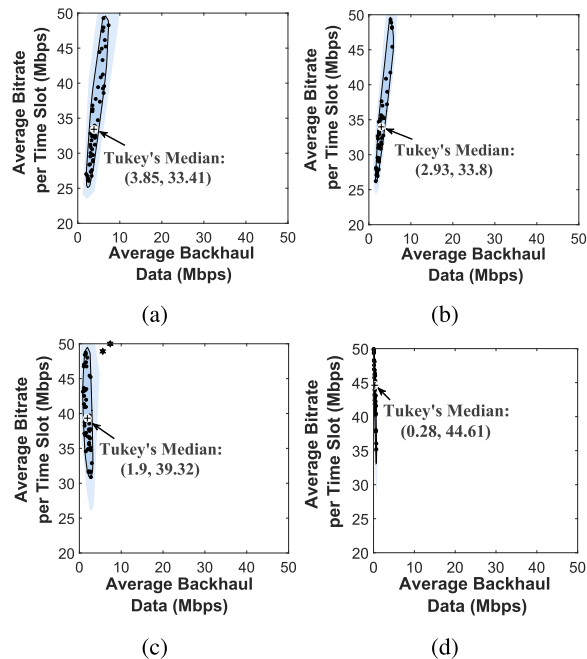 50
45
40
35
30
25
20
0
10
20
30
40
50
Average Bitrate
per Time Slot (Mbps)
Tukey's Median:
(3.85, 33.41)
Average Backhaul
Data (Mbps)
(a)
50
45
40
35
30
25
20
0
10
20
30
40
50
Average Bitrate
per Time Slot (Mbps)
Tukey's Median:
(2.93, 33.8)
Average Backhaul
Data (Mbps)
(b)
50
45
40
35
30
25
20
0
10
20
30
40
50
Average Bitrate
per Time Slot (Mbps)
Tukey's Median:
(1.9, 39.32)
Average Backhaul
Data (Mbps)
(c)
50
45
40
35
30
25
20
0
10
20
30
40
50
Average Bitrate
per Time Slot (Mbps)
Tukey's Median:
(0.28, 44.61)
Average Backhaul
Data (Mbps)
(d)